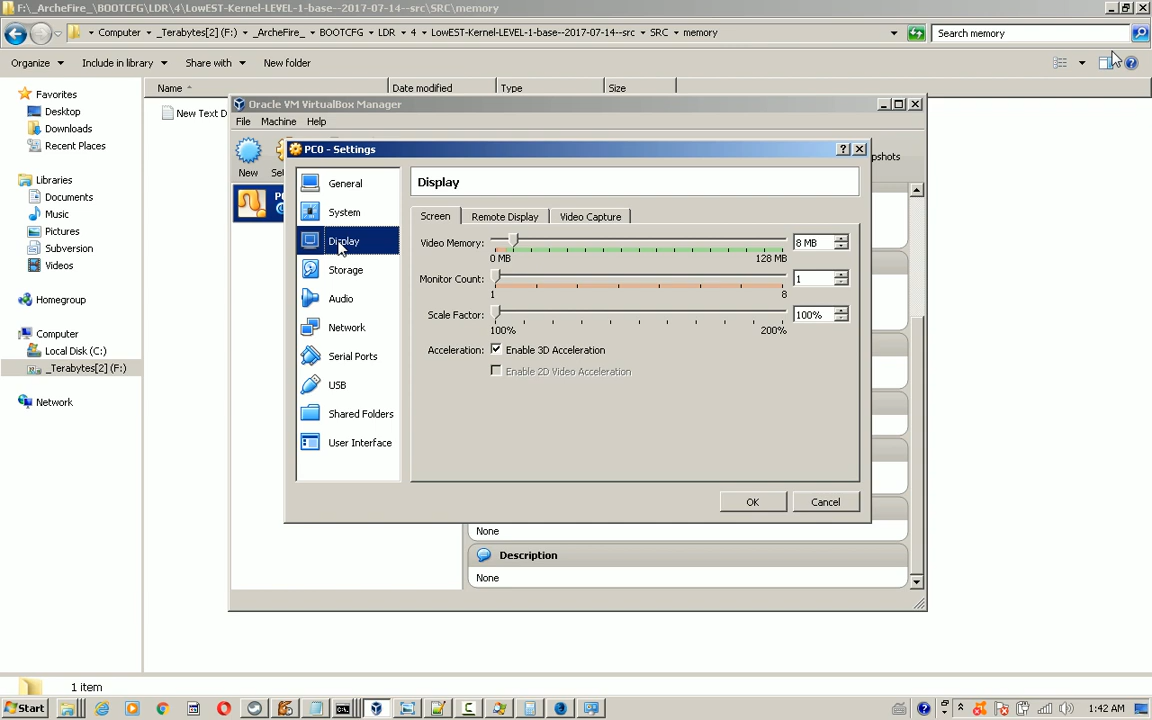 F:\_ArcheFire_\BOOTCFG\LDR\4\LowEST-Kernel-LEVEL-1-base--2017-07-14--src\SRC\memory
Computer
_Terabytes[2] (F:)
_ArcheFire_
BOOTCFG
LDR
4
LowEST-Kernel-LEVEL-1-base--2017-07-14--src
SRC
memory
Search memory
Organize
Include in library
Share with
New folder
Name
Date modified
Type
Size
Favorites
Desktop
Downloads
Recent Places
Libraries
Documents
Music
Pictures
Subversion
Videos
Homegroup
Computer
Local Disk (C:)
_Terabytes[2] (F:)
Network
New Text D
Oracle VM VirtualBox Manager
File Machine Help
New
PC0 - Settings
General
System
Display
Storage
Audio
Network
Serial Ports
USB
Shared Folders
User Interface
Display
Screen
Remote Display
Video Capture
Video Memory:
8 MB
0 MB
128 MB
Monitor Count:
1
1
8
Scale Factor:
100%
100%
200%
Acceleration:
Enable 3D Acceleration
Enable 2D Video Acceleration
OK
Cancel
None
Description
None
1 item
Start
1:42 AM